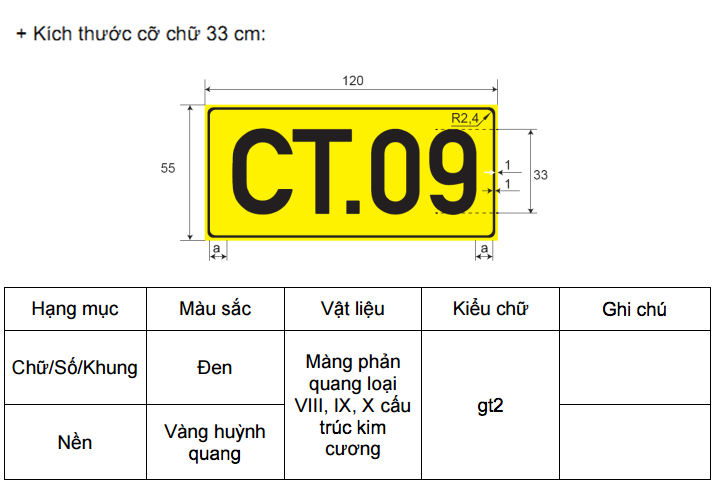 + Kích thước cỡ chữ 33 cm:
120
R2,4
55
CT.09
1
1
33
a
a
Hạng mục
Màu sắc
Vật liệu
Kiểu chữ
Ghi chú
Chữ/Số/Khung
Đen
Màng phản
quang loại
VIII, IX, X cấu
trúc kim
cương
gt2
Nền
Vàng huỳnh
quang